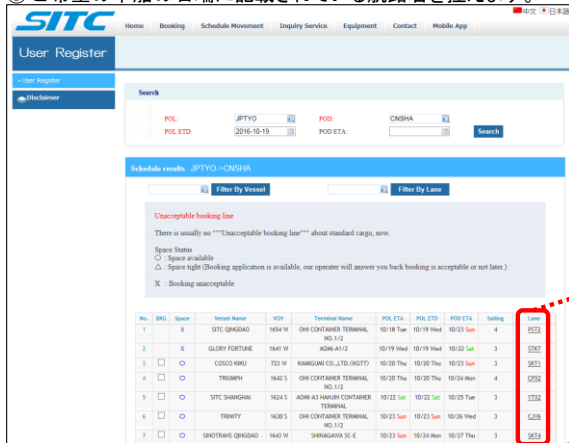 SITC
中文 日本語
Home Booking Schedule Movement Inquiry Service Equipment Contact Mobile App
User Register
User Register
Disclaimer
Search
POL: JPTYO POD: CNSHA
POL ETD: 2016-10-19 POD ETA: Search
Schedule results JPTYO->CNSHA
Filter By Vessel Filter By Lane
Unacceptable booking line
There is usually no """Unacceptable booking line""" about standard cargo, now.
Space Status
○ : Space available
△ : Space tight (Booking application is available, our operater will answer you back booking is acceptable or not later.)
X : Booking unacceptable
No. BKG Space Vessel Name VOY Terminal Name POL ETA POL ETD POD ETA Sailing Lane
1 X SITC QINGDAO 1654 W OHI CONTAINER TERMINAL NO.1/2 10/18 Tue 10/19 Wed 10/23 Sun 4 PST2
2 X GLORY FORTUNE 1641 W AOMI-A1/2 10/19 Wed 10/19 Wed 10/22 Sat 3 STK7
3 ○ COSCO KIKU 723 W KAMIGUMI CO.,LTD.(KGTT) 10/20 Thu 10/20 Thu 10/23 Sun 3 SKT1
4 ○ TRIUMPH 1642 S OHI CONTAINER TERMINAL NO.1/2 10/20 Thu 10/20 Thu 10/24 Mon 4 CPX2
5 ○ SITC SHANGHAI 1624 S AOMI-A3 HANJIN CONTAINER TERMINAL 10/22 Sat 10/22 Sat 10/25 Tue 3 VTX2
6 ○ TRINITY 1630 S OHI CONTAINER TERMINAL NO.1/2 10/23 Sun 10/23 Sun 10/26 Wed 3 CJV6
7 ○ SINOTRANS QINGDAO 1643 W SHINAGAWA SC-E 10/23 Sun 10/24 Mon 10/27 Thu 3 SKT4